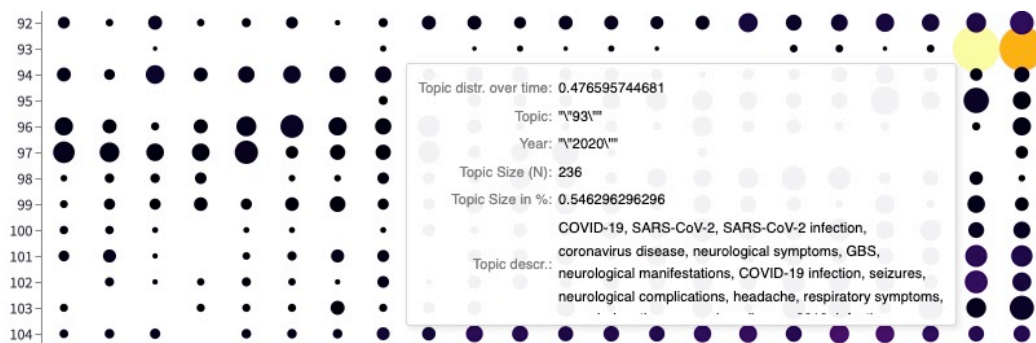 92
93
94
95
96
97
98
99
100
101
102
103
104
Topic distr. over time: 0.476595744681
Topic: "\"93\""
Year: "\"2020\""
Topic Size (N): 236
Topic Size in %: 0.546296296296
Topic descr.: COVID-19, SARS-CoV-2, SARS-CoV-2 infection,
coronavirus disease, neurological symptoms, GBS,
neurological manifestations, COVID-19 infection, seizures,
neurological complications, headache, respiratory symptoms,